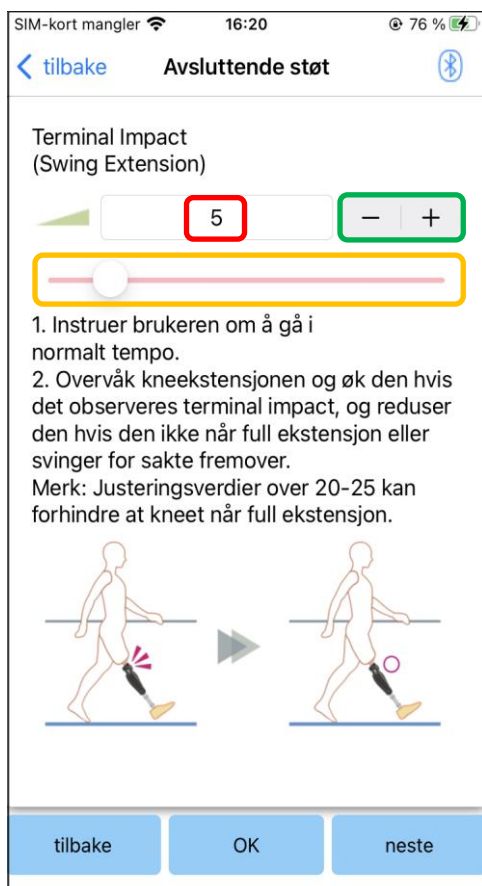 SIM-kort mangler 16:20 76 %
tilbake Avsluttende støt
Terminal Impact
(Swing Extension)
5 − +
1. Instruer brukeren om å gå i
normalt tempo.
2. Overvåk kneekstensjonen og øk den hvis
det observeres terminal impact, og reduser
den hvis den ikke når full ekstensjon eller
svinger for sakte fremover.
Merk: Justeringsverdier over 20-25 kan
forhindre at kneet når full ekstensjon.
tilbake OK neste